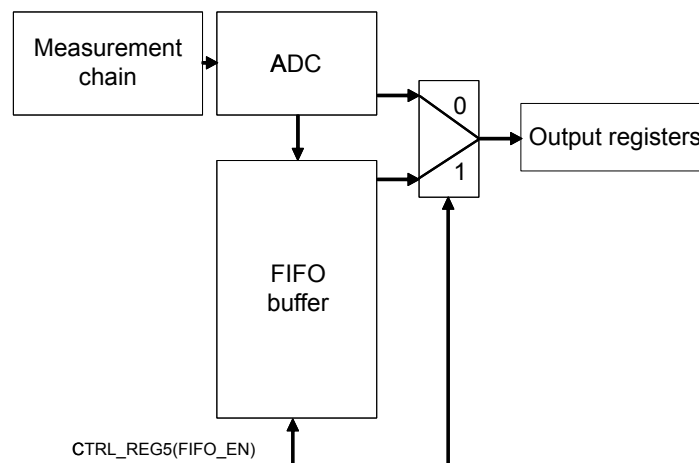 Measurement
chain
ADC
0
1
Output registers
FIFO
buffer
CTRL_REG5(FIFO_EN)